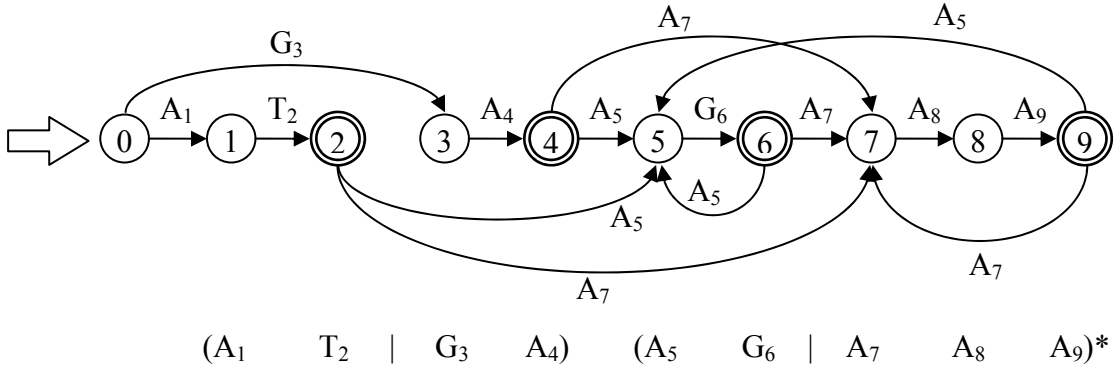 A₇ A₅
G₃
A₁ T₂ A₄ A₅ G₆ A₇ A₈ A₉
0 1 2 3 4 5 6 7 8 9
A₅ A₅
A₇ A₇
(A₁ T₂ | G₃ A₄) (A₅ G₆ | A₇ A₈ A₉)*